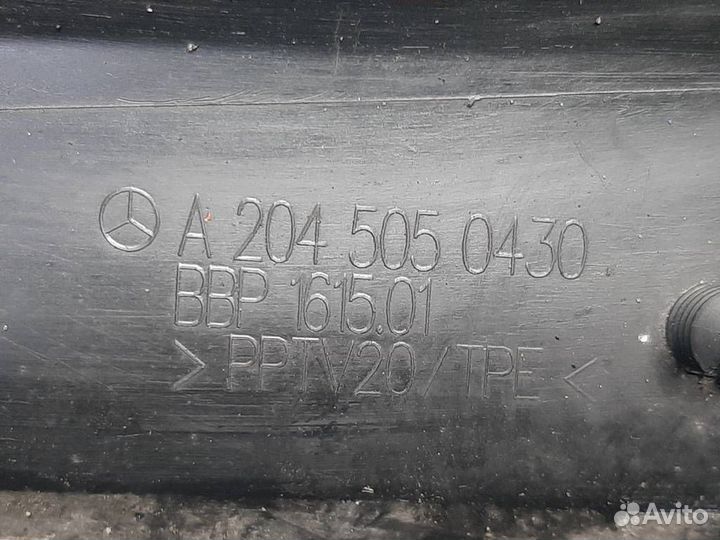 A 204 505 0430
BBP 1615.01
> PPTV20/TPE <
Avito